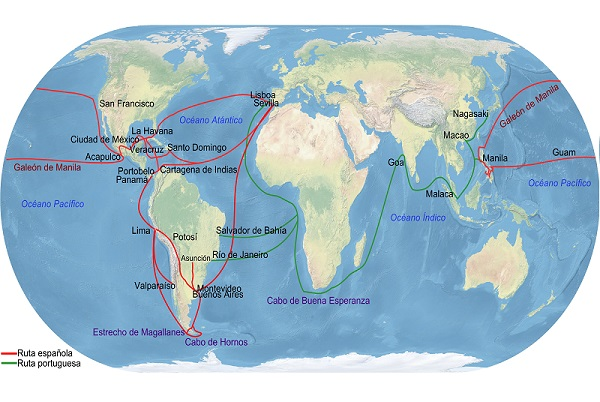 Lisboa
Sevilla
San Francisco
Nagasaki
Galeón de Manila
Océano Atlántico
La Havana
Macao
Ciudad de México
Veracruz
Santo Domingo
Manila
Guam
Acapulco
Goa
Galeón de Manila
Portobelo
Cartagena de Indias
Panamá
Océano Pacífico
Malaca
Océano Pacífico
Océano Índico
Lima
Salvador de Bahía
Potosí
Asunción
Río de Janeiro
Valparaíso
Montevideo
Buenos Aires
Cabo de Buena Esperanza
Estrecho de Magallanes
Cabo de Hornos
Ruta española
Ruta portuguesa